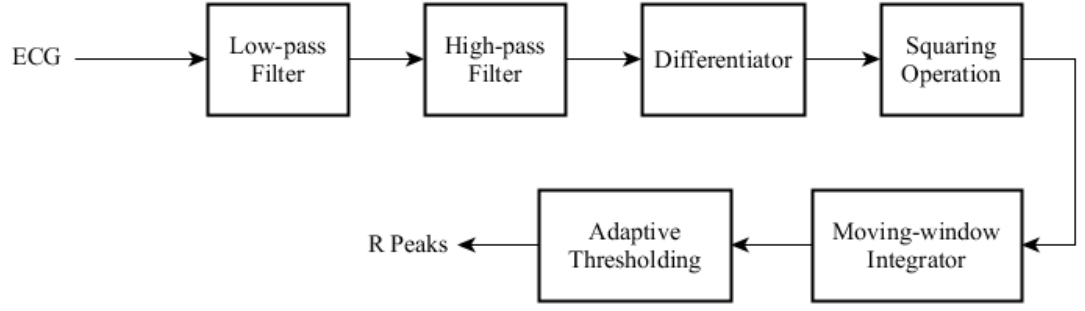 ECG
Low-pass
Filter
High-pass
Filter
Differentiator
Squaring
Operation
R Peaks
Adaptive
Thresholding
Moving-window
Integrator